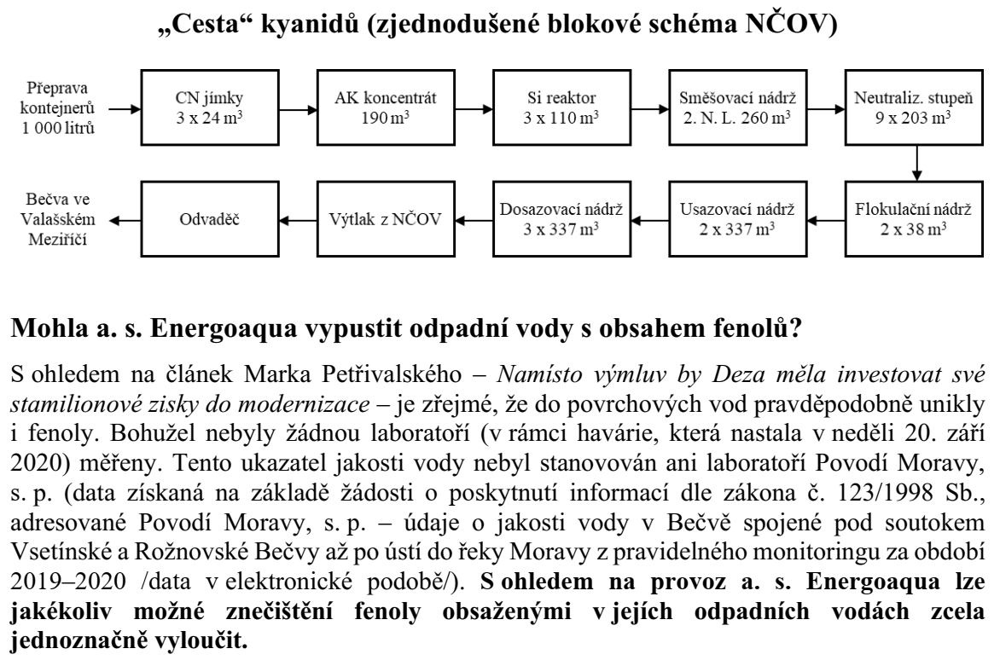 „Cesta“ kyanidů (zjednodušené blokové schéma NČOV)
Přeprava
kontejnerů
1 000 litrů
CN jímky
3 x 24 m³
AK koncentrát
190 m³
Si reaktor
3 x 110 m³
Směšovací nádrž
2. N. L. 260 m³
Neutraliz. stupeň
9 x 203 m³
Flokulační nádrž
2 x 38 m³
Usazovací nádrž
2 x 337 m³
Dosazovací nádrž
3 x 337 m³
Výtlak z NČOV
Odvaděč
Bečva ve
Valašském
Meziříčí
Mohla a. s. Energoaqua vypustit odpadní vody s obsahem fenolů?
S ohledem na článek Marka Petřivalského – Namísto výmluv by Deza měla investovat své
stamilionové zisky do modernizace – je zřejmé, že do povrchových vod pravděpodobně unikly
i fenoly. Bohužel nebyly žádnou laboratoří (v rámci havárie, která nastala v neděli 20. září
2020) měřeny. Tento ukazatel jakosti vody nebyl stanovován ani laboratoří Povodí Moravy,
s. p. (data získaná na základě žádosti o poskytnutí informací dle zákona č. 123/1998 Sb.,
adresované Povodí Moravy, s. p. – údaje o jakosti vody v Bečvě spojené pod soutokem
Vsetínské a Rožnovské Bečvy až po ústí do řeky Moravy z pravidelného monitoringu za období
2019–2020 /data v elektronické podobě/). S ohledem na provoz a. s. Energoaqua lze
jakékoliv možné znečištění fenoly obsaženými v jejích odpadních vodách zcela
jednoznačně vyloučit.